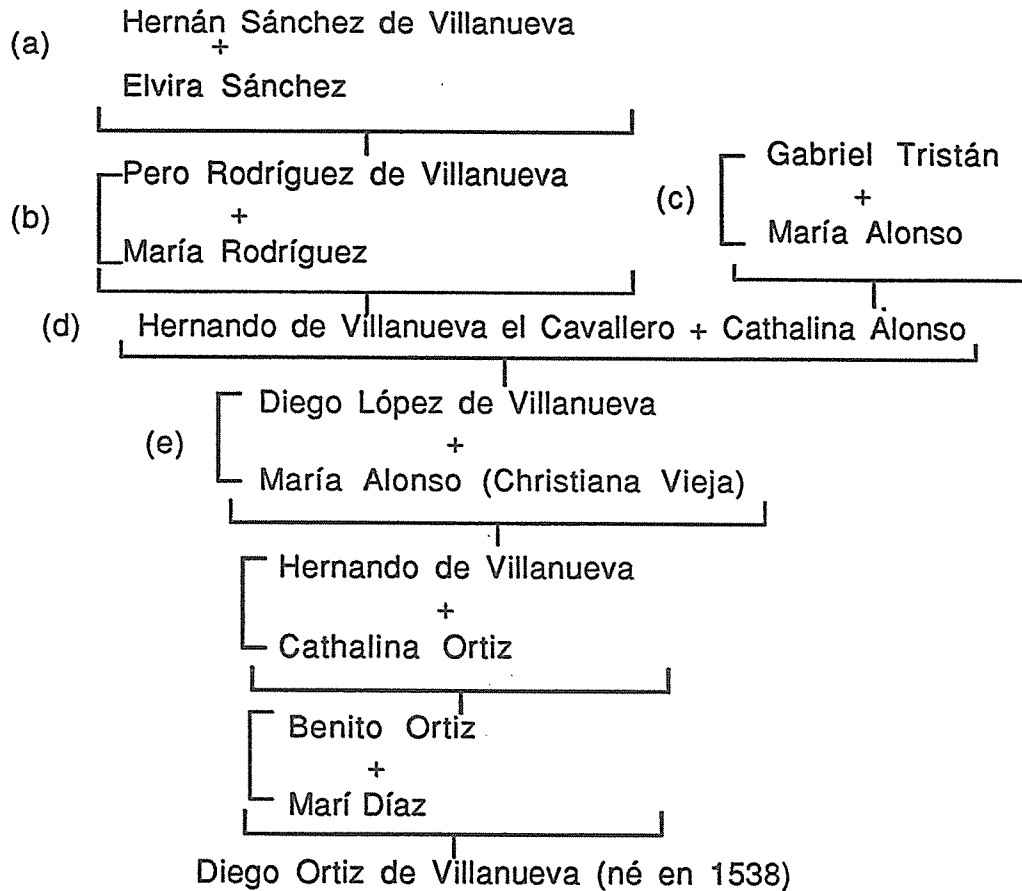 (a)
Hernán Sánchez de Villanueva
+
Elvira Sánchez
(b)
Pero Rodríguez de Villanueva
+
María Rodríguez
(c)
Gabriel Tristán
+
María Alonso
(d) Hernando de Villanueva el Cavallero + Cathalina Alonso
(e)
Diego López de Villanueva
+
María Alonso (Christiana Vieja)
Hernando de Villanueva
+
Cathalina Ortiz
Benito Ortiz
+
Marí Díaz
Diego Ortiz de Villanueva (né en 1538)